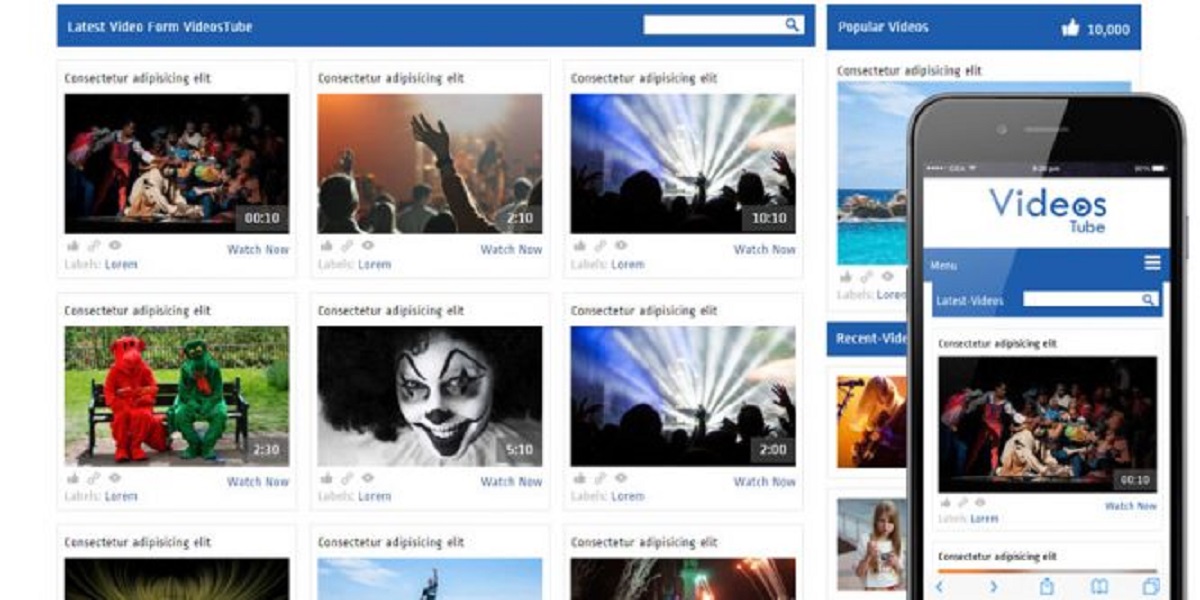 Latest Video Form VideosTube
Consectetur adipisicing elit
00:10
Watch Now
Labels: Lorem
Consectetur adipisicing elit
2:10
Watch Now
Labels: Lorem
Consectetur adipisicing elit
10:10
Watch Now
Labels: Lorem
Consectetur adipisicing elit
2:30
Watch Now
Labels: Lorem
Consectetur adipisicing elit
5:10
Watch Now
Labels: Lorem
Consectetur adipisicing elit
2:00
Watch Now
Labels: Lorem
Consectetur adipisicing elit
Consectetur adipisicing elit
Consectetur adipisicing elit
Popular Videos
10,000
Consectetur adipisicing elit
Labels: Lorem
Recent-Vide
Videos
Tube
Menu
Latest-Videos
Consectetur adipisicing elit
00:10
Watch Now
Labels: Lorem
Consectetur adipisicing elit